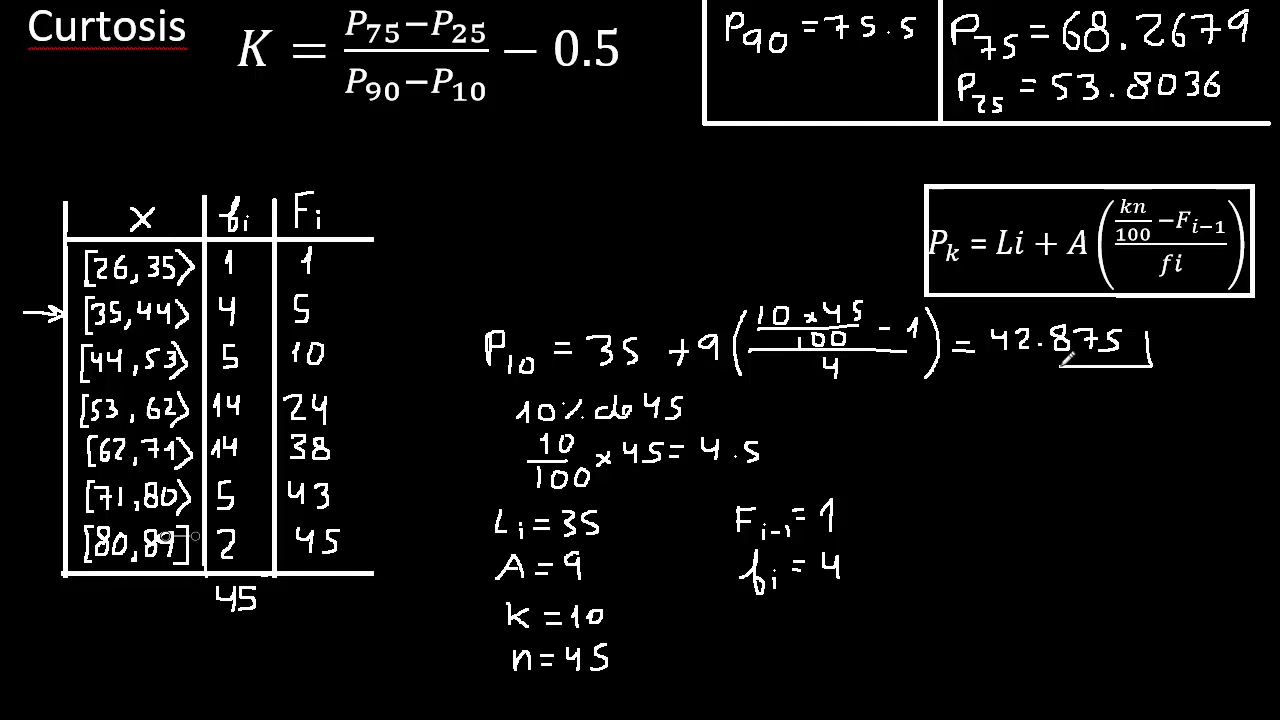 Curtosis
K = (P75−P25)/(P90−P10) − 0.5
P90 = 75.5
P75 = 68.2679
P25 = 53.8036
Pk = Li + A ((kn/100 −Fi−1)/fi)
x fi Fi
[26,35⟩ 1 1
[35,44⟩ 4 5
[44,53⟩ 5 10
[53,62⟩ 14 24
[62,71⟩ 14 38
[71,80⟩ 5 43
[80,89] 2 45
45
P10 = 35 + 9 ((10×45/100 − 1)/4) = 42.875
10% de 45
10/100 × 45 = 4.5
Li = 35
A = 9
K = 10
n = 45
Fi−1 = 1
fi = 4